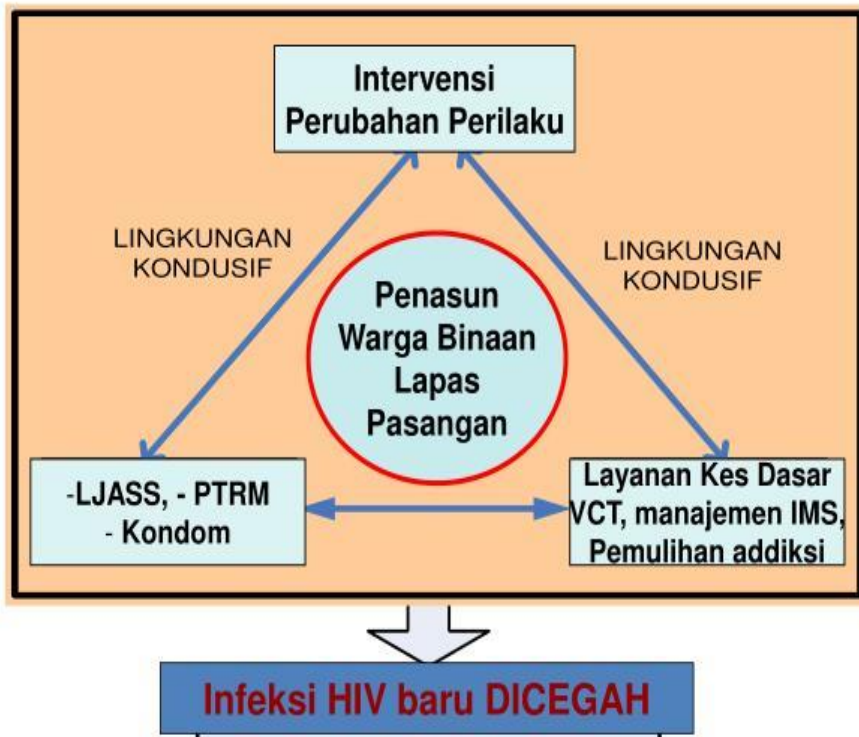 Intervensi
Perubahan Perilaku
LINGKUNGAN
KONDUSIF
LINGKUNGAN
KONDUSIF
Penasun
Warga Binaan
Lapas
Pasangan
-LJASS, - PTRM
- Kondom
Layanan Kes Dasar
VCT, manajemen IMS,
Pemulihan addiksi
Infeksi HIV baru DICEGAH